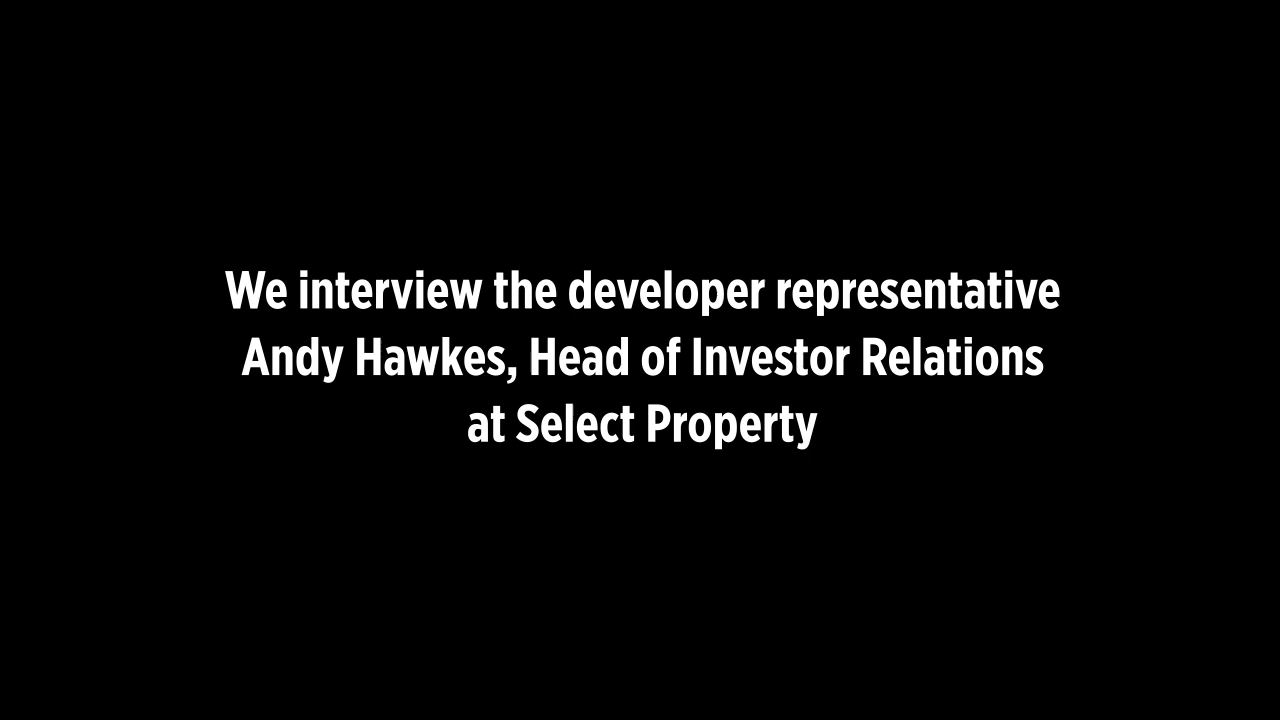 We interview the developer representative
Andy Hawkes, Head of Investor Relations
at Select Property